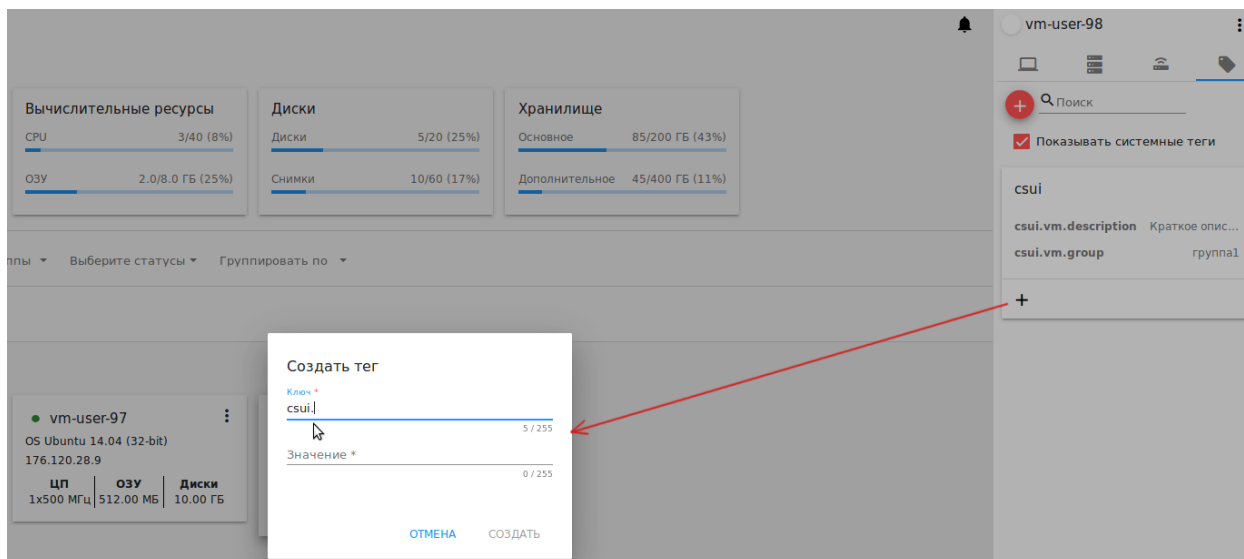 vm-user-98
Вычислительные ресурсы
CPU 3/40 (8%)
ОЗУ 2.0/8.0 ГБ (25%)
Диски
Диски 5/20 (25%)
Снимки 10/60 (17%)
Хранилище
Основное 85/200 ГБ (43%)
Дополнительное 45/400 ГБ (11%)
Поиск
Показывать системные теги
csui
csui.vm.description Краткое опис...
csui.vm.group группа1
ппы Выберите статусы Группировать по
Создать тег
Ключ *
csui.
5 / 255
Значение *
0 / 255
ОТМЕНА СОЗДАТЬ
vm-user-97
OS Ubuntu 14.04 (32-bit)
176.120.28.9
ЦП ОЗУ Диски
1x500 МГц 512.00 МБ 10.00 ГБ